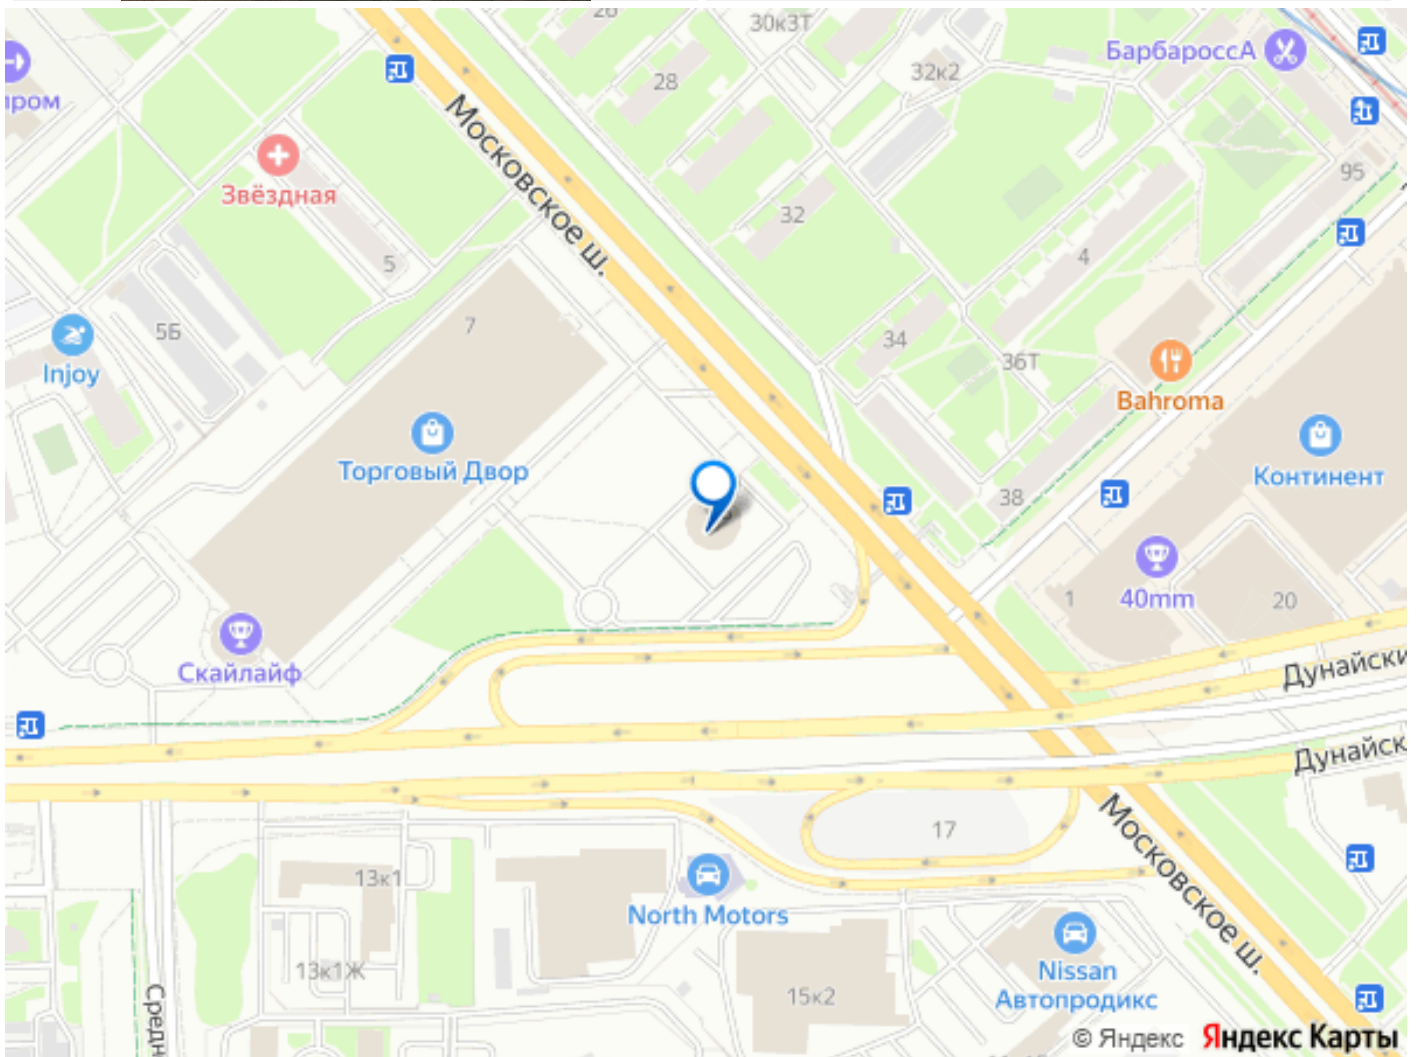 26
30к3Т
БарбароссА
28
32к2
пром
Московское ш.
95
Звёздная
32
5
4
7
5Б
34
36Т
Injoy
Bahroma
Торговый Двор
Континент
38
1
40mm
20
Скайлайф
Дунайски
Дунайск
17
Московское ш.
13к1
North Motors
Nissan
Автопродикс
13к1Ж
15к2
Средн
© Яндекс Яндекс Карты